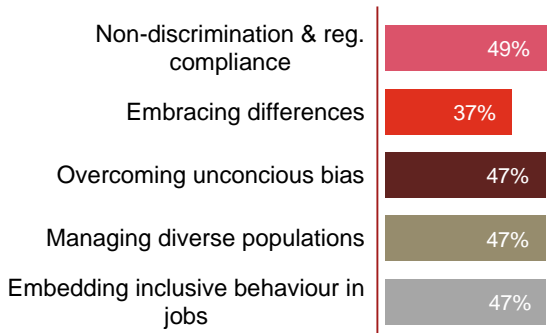 Non-discrimination & reg.
compliance
49%
Embracing differences
37%
Overcoming unconcious bias
47%
Managing diverse populations
47%
Embedding inclusive behaviour in
jobs
47%